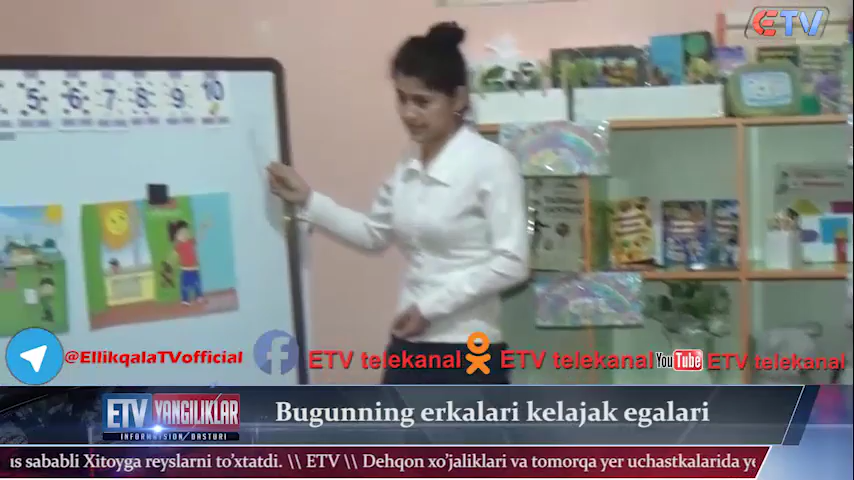 ETV
5 6 7 8 9 10
@EllikqalaTVofficial
ETV telekanal
ETV telekanal
YouTube ETV telekanal
ETV YANGILIKLAR
INFORMATSION DASTURI
Bugunning erkalari kelajak egalari
sababli Xitoyga reyslarni to'xtatdi. \\ ETV \\ Dehqon xo'jaliklari va tomorqa yer uchastkalarida